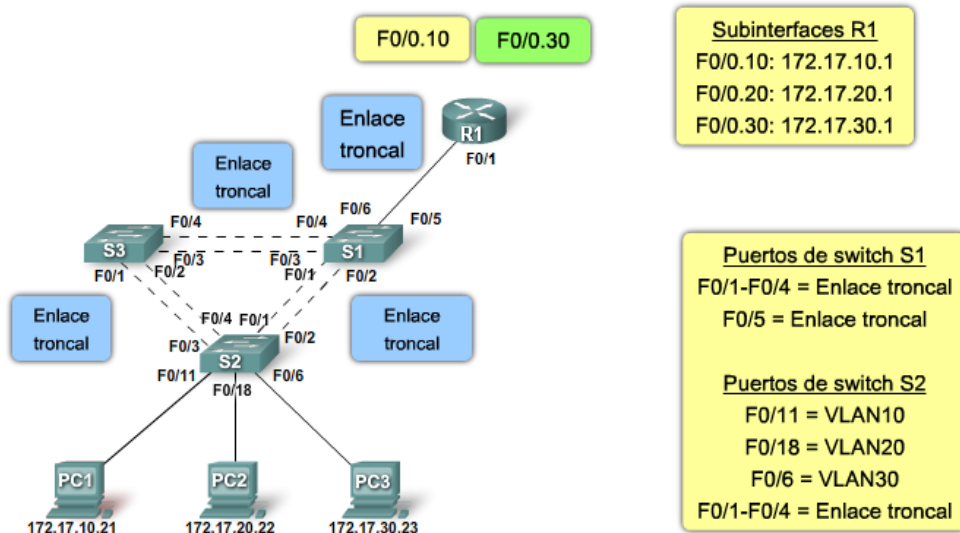 F0/0.10
F0/0.30
Subinterfaces R1
F0/0.10: 172.17.10.1
F0/0.20: 172.17.20.1
F0/0.30: 172.17.30.1
Enlace
troncal
R1
F0/1
Enlace
troncal
F0/6
F0/5
F0/4
F0/4
S3
S1
F0/3
F0/3
F0/1
F0/2
F0/1
F0/2
Enlace
troncal
Enlace
troncal
F0/4
F0/1
F0/2
F0/3
S2
F0/11
F0/18
F0/6
PC1
PC2
PC3
172.17.10.21
172.17.20.22
172.17.30.23
Puertos de switch S1
F0/1-F0/4 = Enlace troncal
F0/5 = Enlace troncal
Puertos de switch S2
F0/11 = VLAN10
F0/18 = VLAN20
F0/6 = VLAN30
F0/1-F0/4 = Enlace troncal